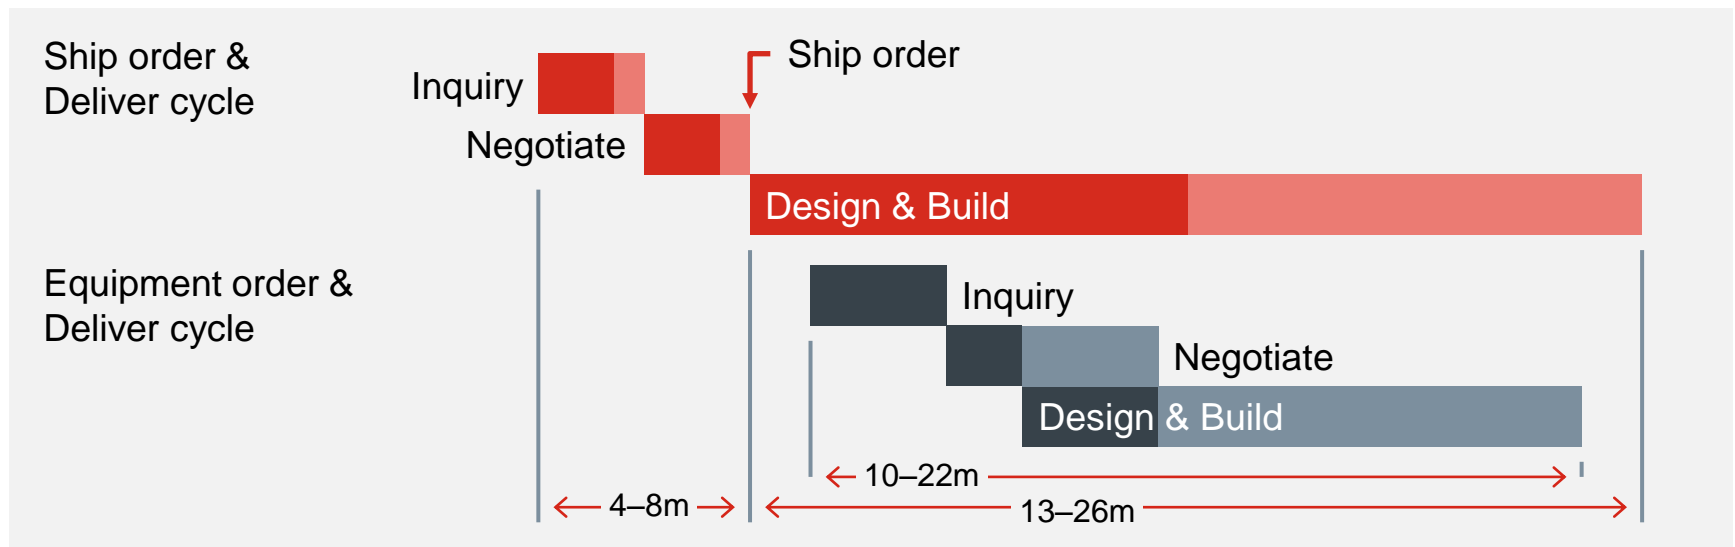 Ship order &
Deliver cycle
Inquiry
Ship order
Negotiate
Design & Build
Equipment order &
Deliver cycle
Inquiry
Negotiate
Design & Build
10–22m
4–8m
13–26m